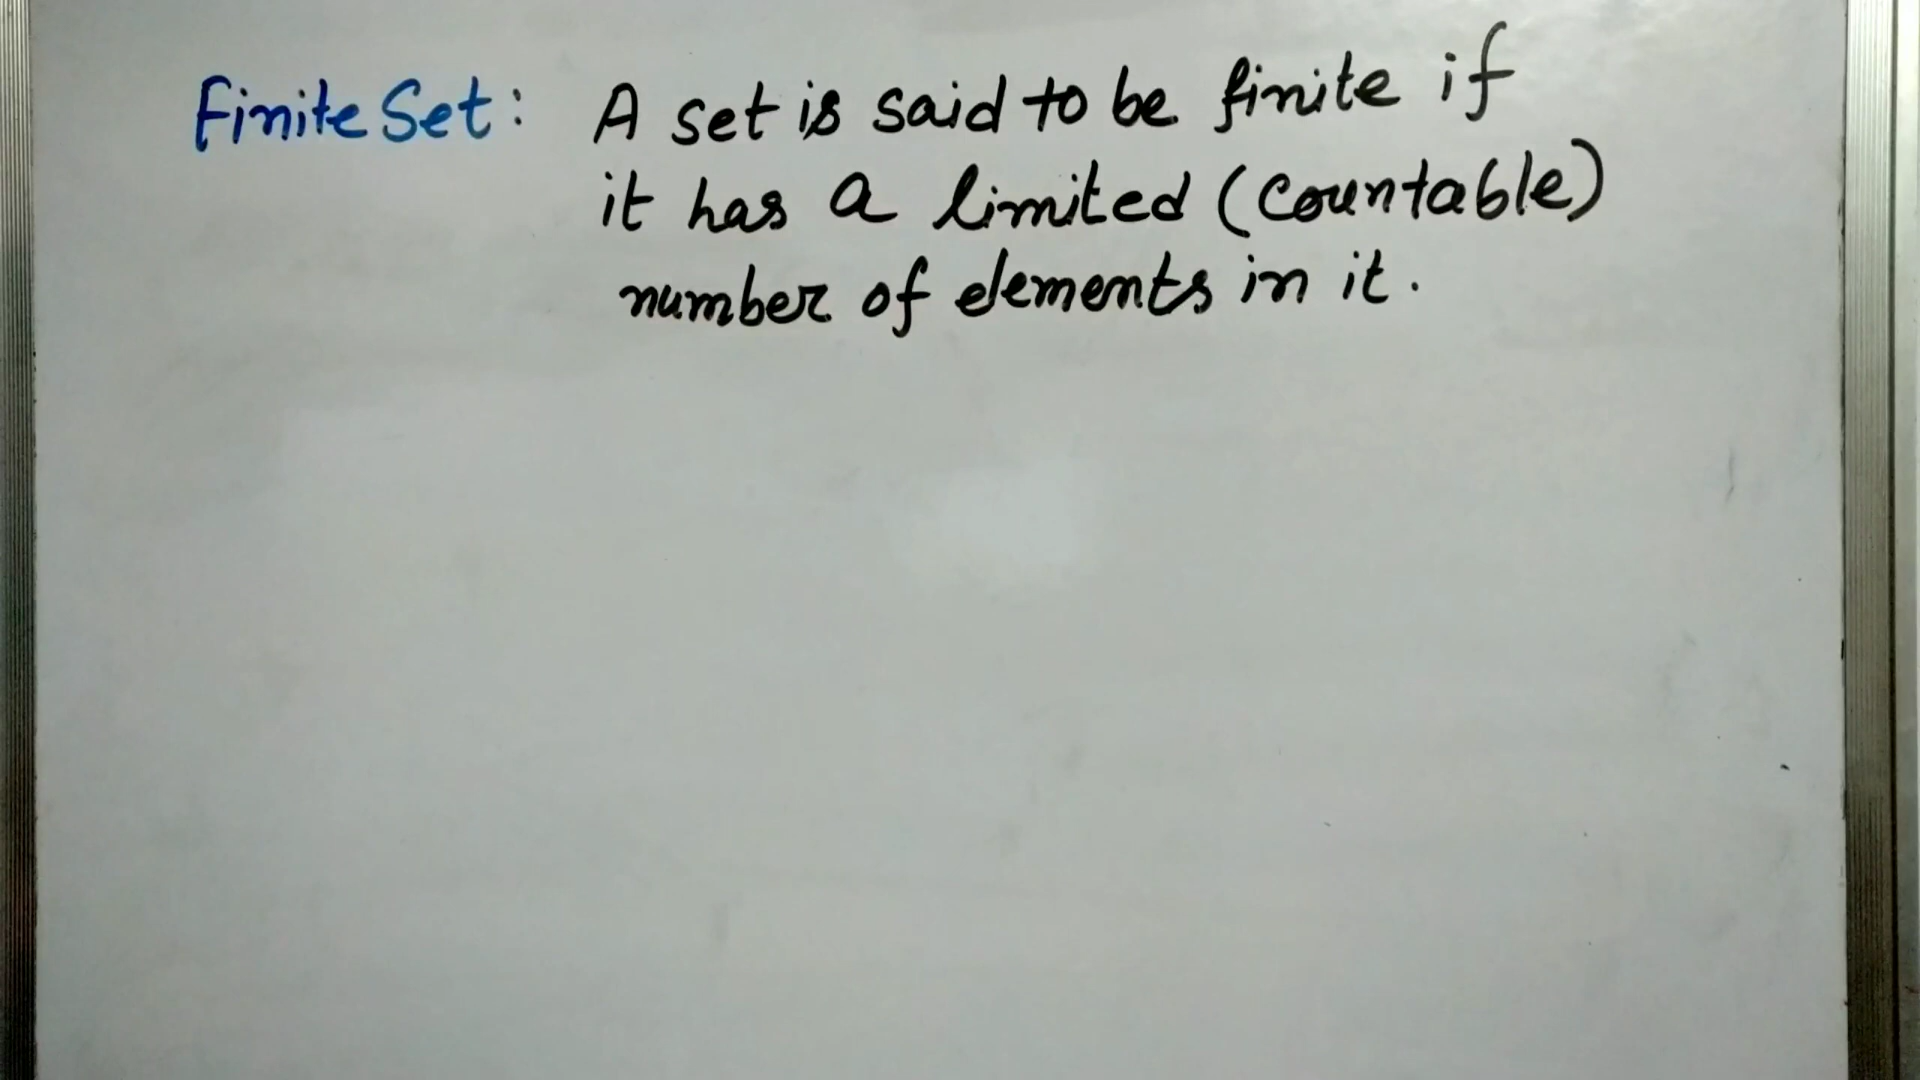 Finite Set: A set is said to be finite if
it has a limited (Countable)
number of elements in it.